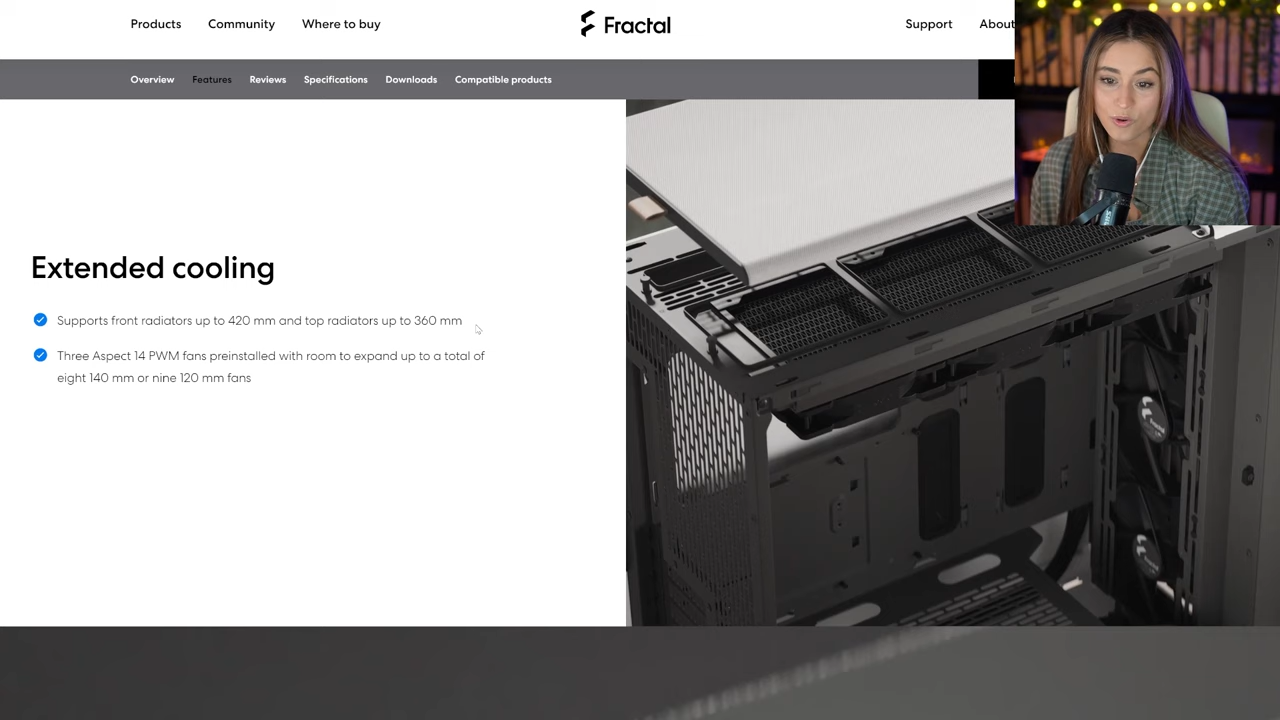 Products Community Where to buy Fractal Support About
Overview Features Reviews Specifications Downloads Compatible products
Extended cooling
Supports front radiators up to 420 mm and top radiators up to 360 mm
Three Aspect 14 PWM fans preinstalled with room to expand up to a total of
eight 140 mm or nine 120 mm fans